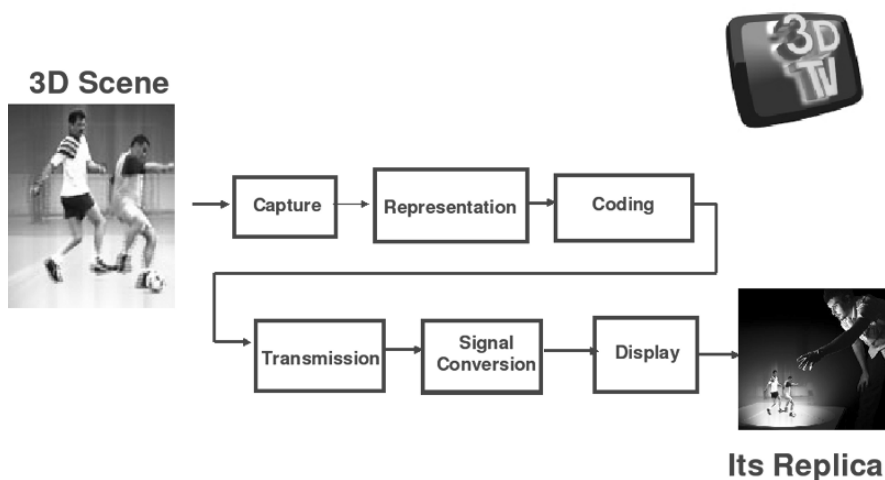 3D
TV
3D Scene
Capture
Representation
Coding
Transmission
Signal
Conversion
Display
Its Replica